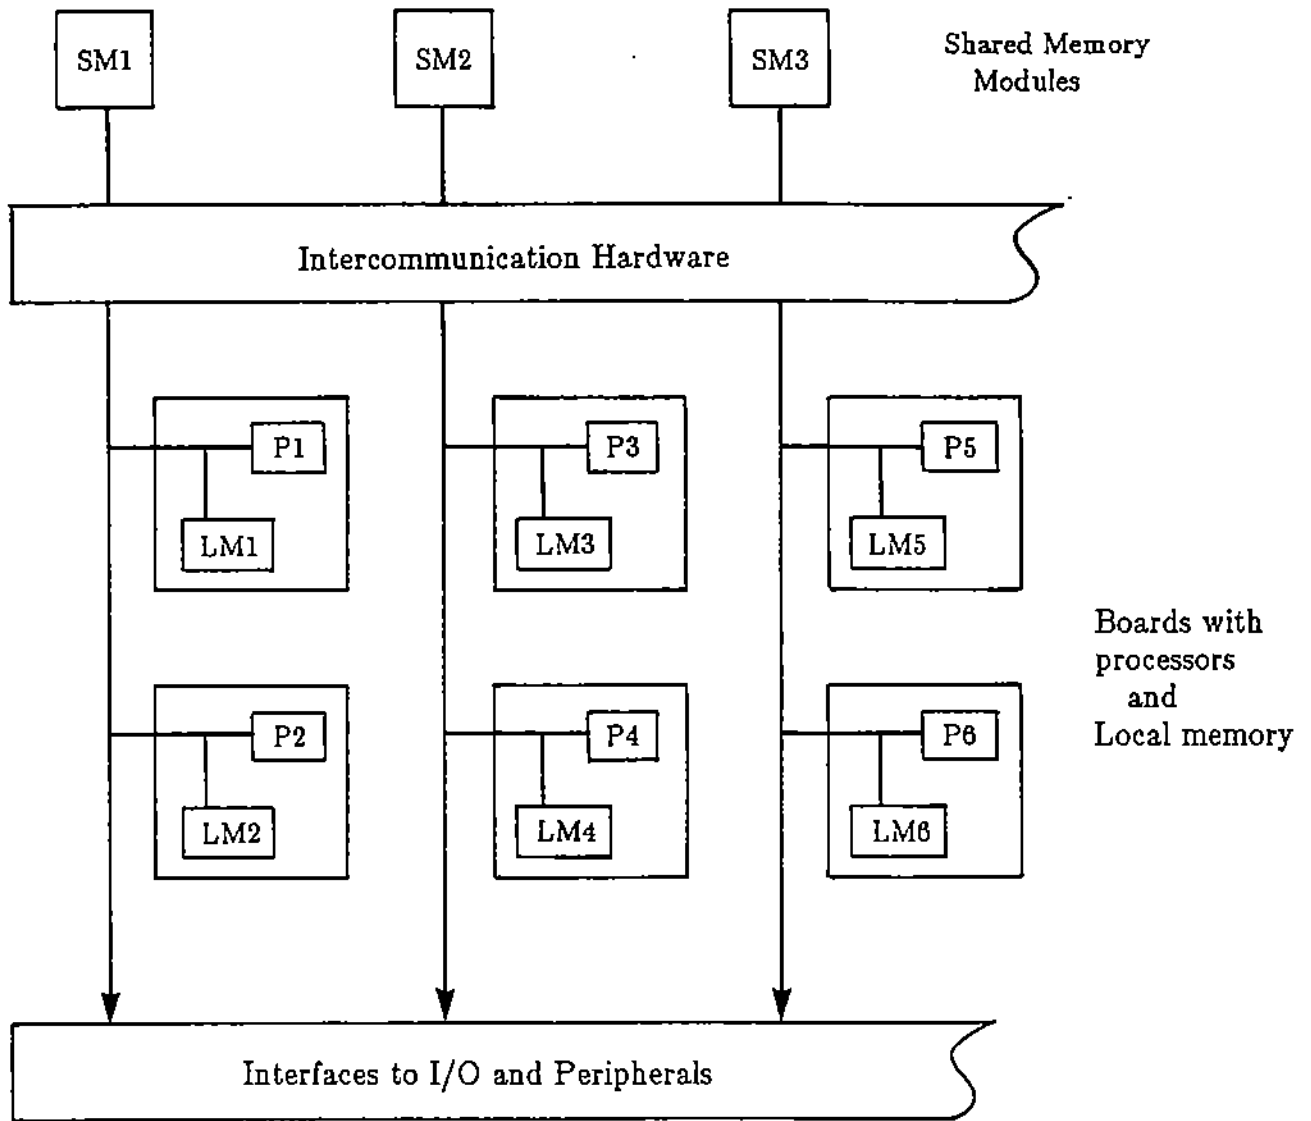 SM1
SM2
SM3
Shared Memory
Modules
Intercommunication Hardware
P1
P3
P5
LM1
LM3
LM5
Boards with
processors
and
Local memory
P2
P4
P6
LM2
LM4
LM6
Interfaces to I/O and Peripherals